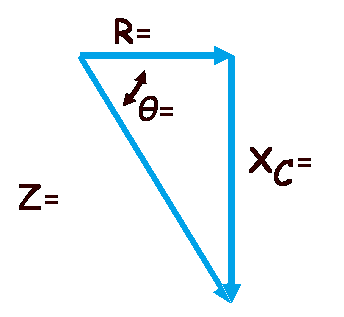 R=
θ=
X_C=
Z=